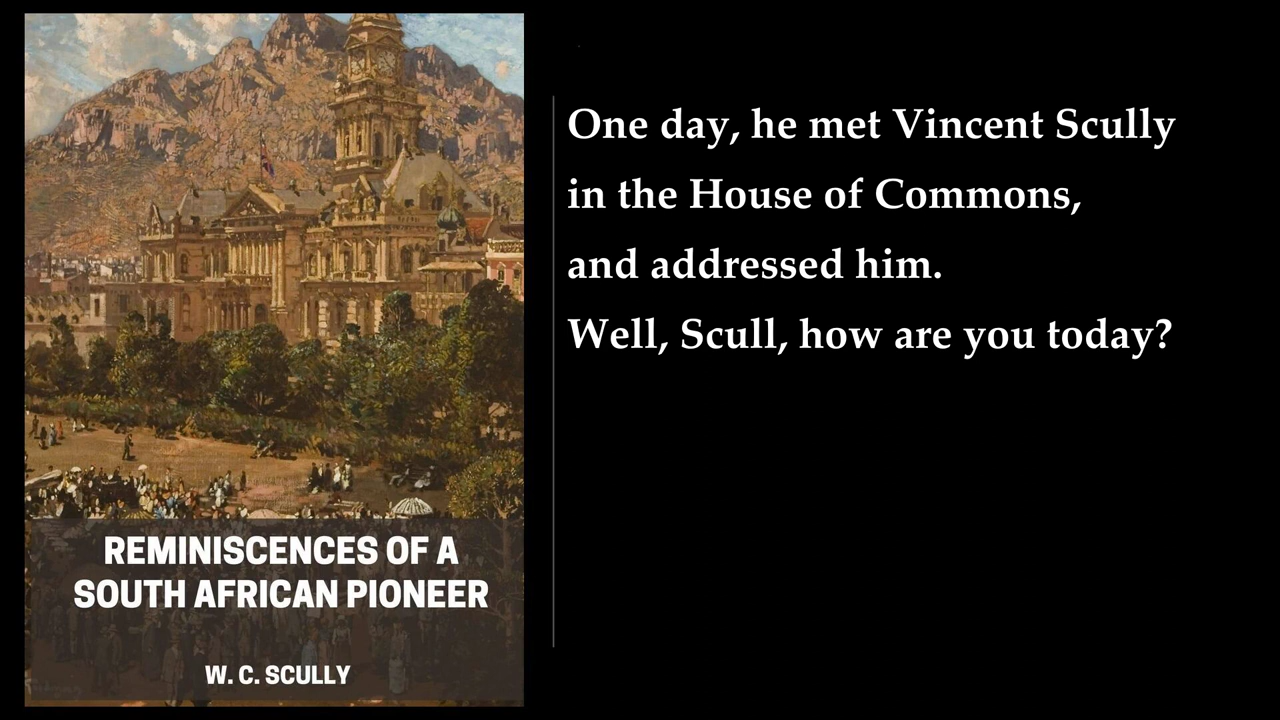 One day, he met Vincent Scully
in the House of Commons,
and addressed him.
Well, Scull, how are you today?
REMINISCENCES OF A
SOUTH AFRICAN PIONEER
W. C. SCULLY